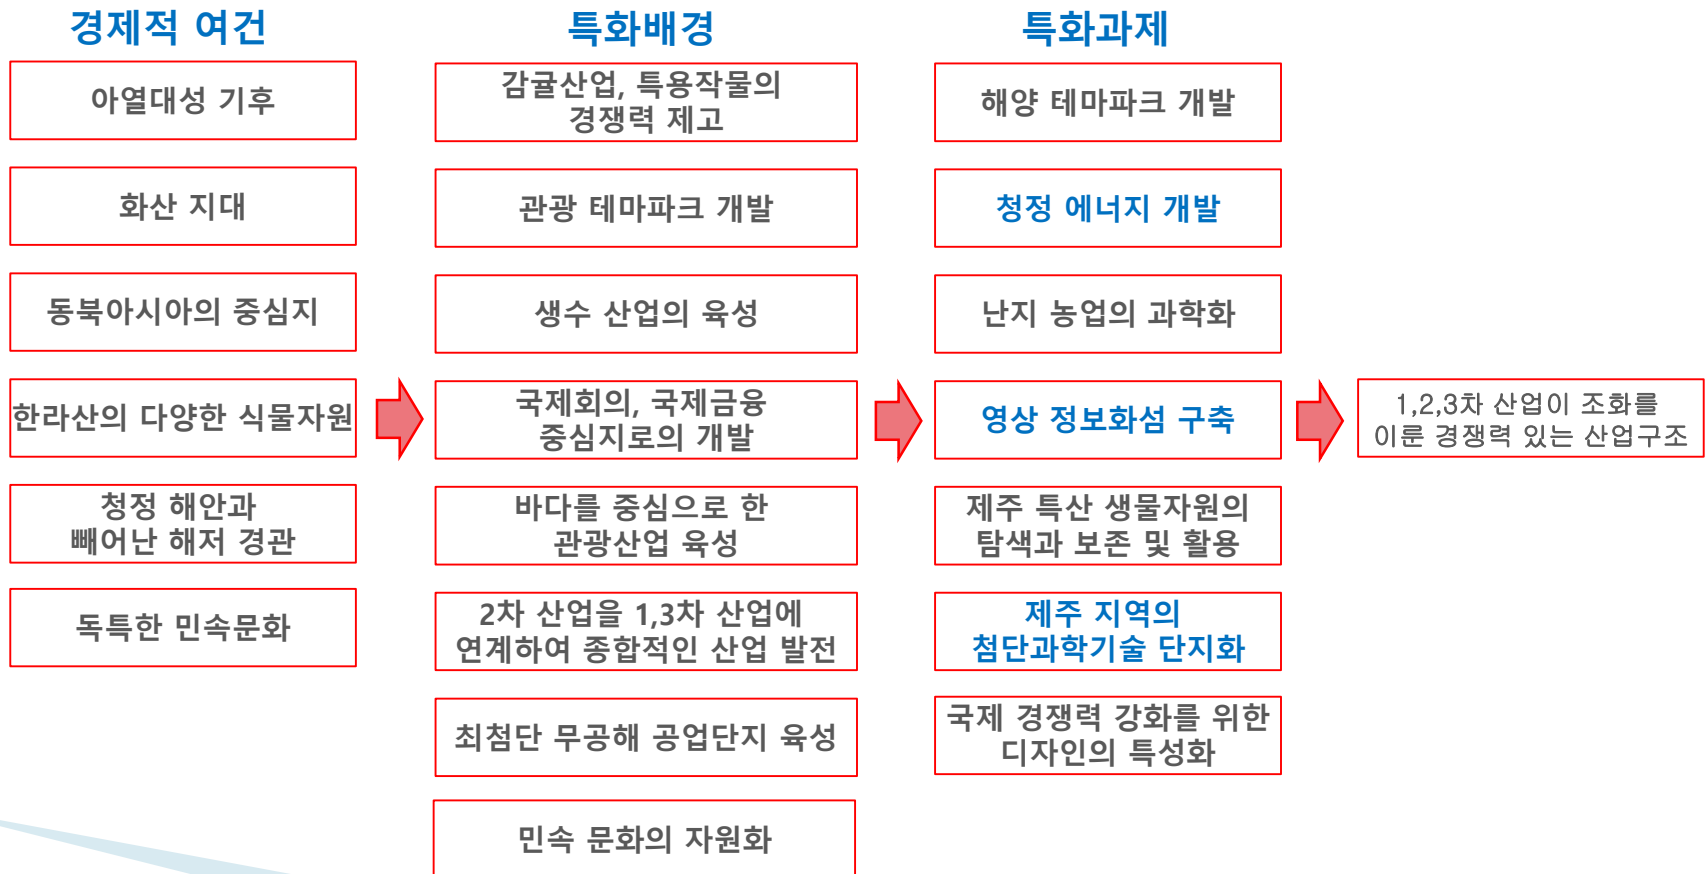 경제적 여건
아열대성 기후
화산 지대
동북아시아의 중심지
한라산의 다양한 식물자원
청정 해안과
빼어난 해저 경관
독특한 민속문화
특화배경
감귤산업, 특용작물의
경쟁력 제고
관광 테마파크 개발
생수 산업의 육성
국제회의, 국제금융
중심지로의 개발
바다를 중심으로 한
관광산업 육성
2차 산업을 1,3차 산업에
연계하여 종합적인 산업 발전
최첨단 무공해 공업단지 육성
민속 문화의 자원화
특화과제
해양 테마파크 개발
청정 에너지 개발
난지 농업의 과학화
영상 정보화섬 구축
제주 특산 생물자원의
탐색과 보존 및 활용
제주 지역의
첨단과학기술 단지화
국제 경쟁력 강화를 위한
디자인의 특성화
1,2,3차 산업이 조화를
이룬 경쟁력 있는 산업구조